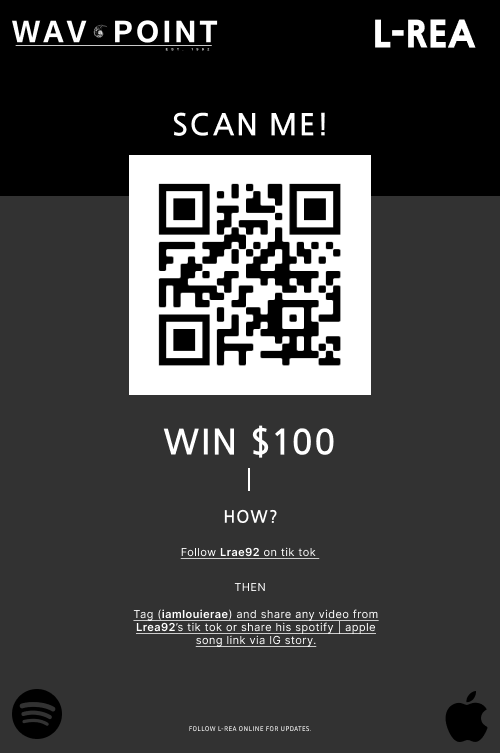 WAV POINT
EST. 1992
L-REA
SCAN ME!
WIN $100
HOW?
Follow Lrae92 on tik tok
THEN
Tag (iamlouierae) and share any video from
Lrea92's tik tok or share his spotify | apple
song link via IG story.
FOLLOW L-REA ONLINE FOR UPDATES.